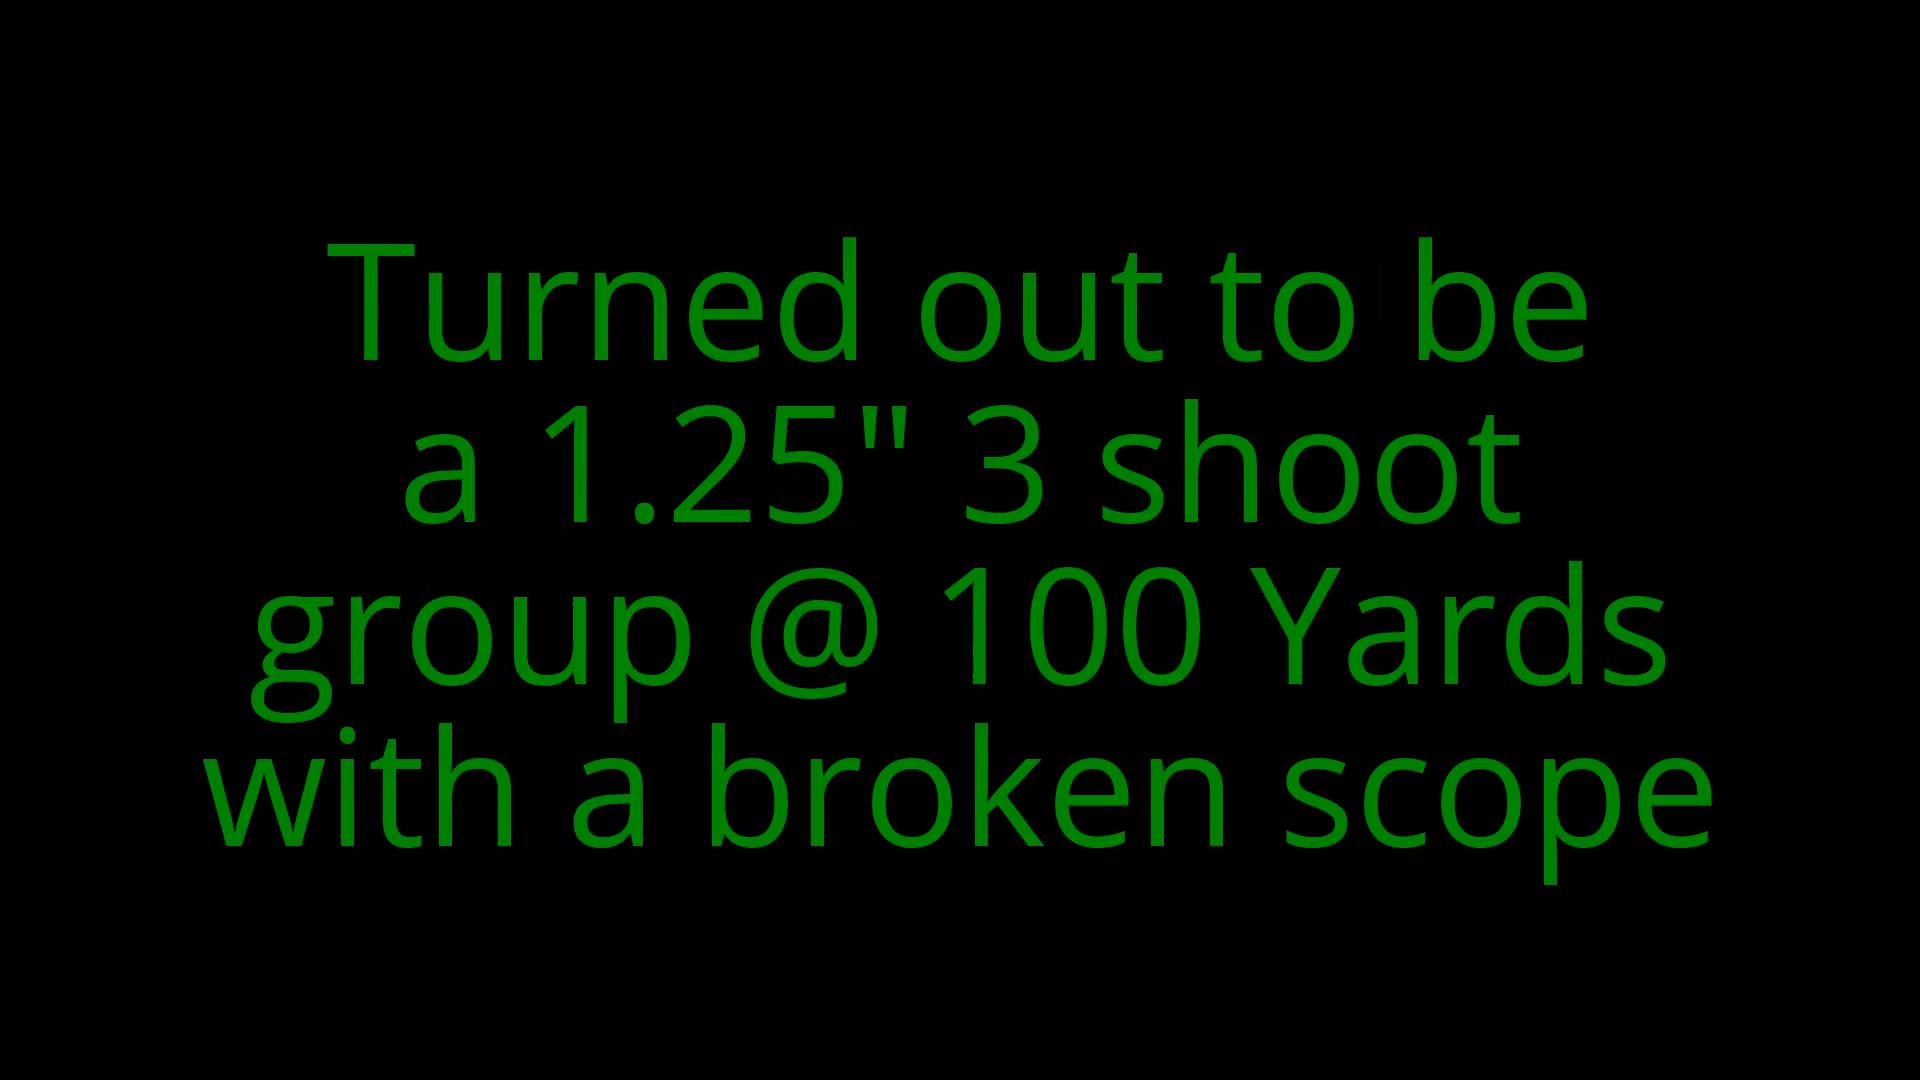 Turned out to be
a 1.25" 3 shoot
group @ 100 Yards
with a broken scope